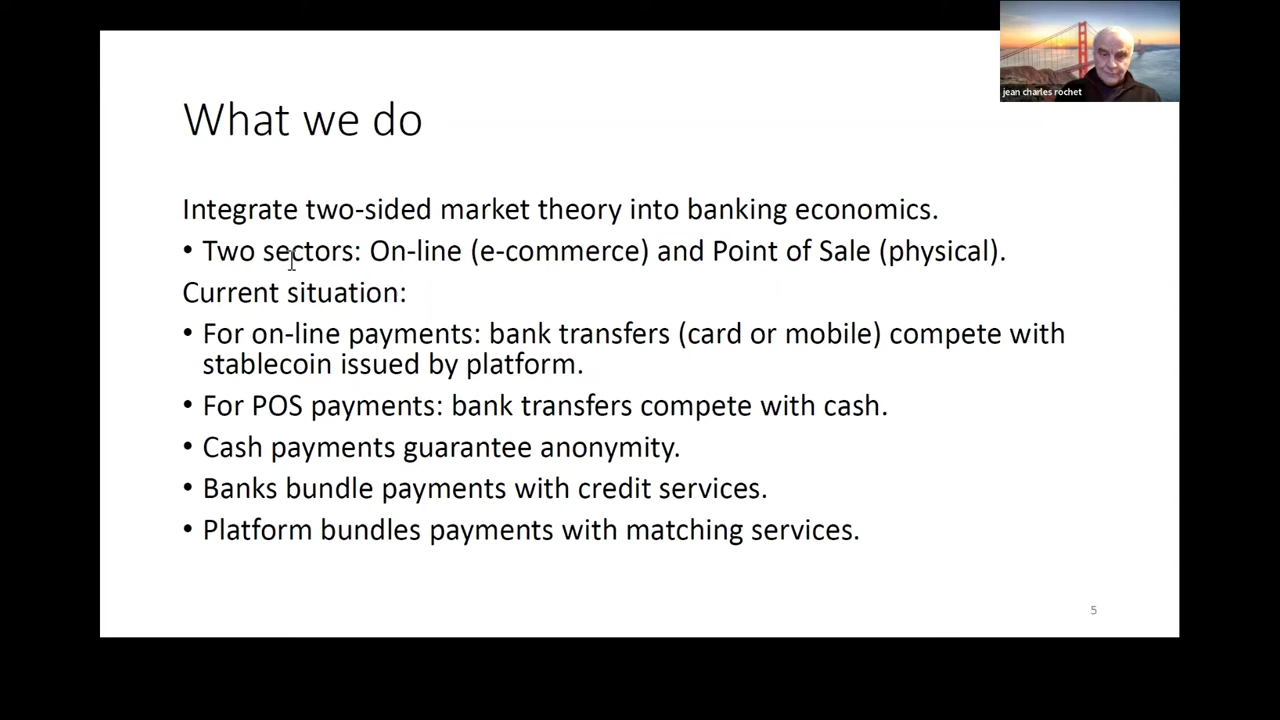 jean charles rochet
What we do
Integrate two-sided market theory into banking economics.
• Two sectors: On-line (e-commerce) and Point of Sale (physical).
Current situation:
• For on-line payments: bank transfers (card or mobile) compete with
stablecoin issued by platform.
• For POS payments: bank transfers compete with cash.
• Cash payments guarantee anonymity.
• Banks bundle payments with credit services.
• Platform bundles payments with matching services.
5